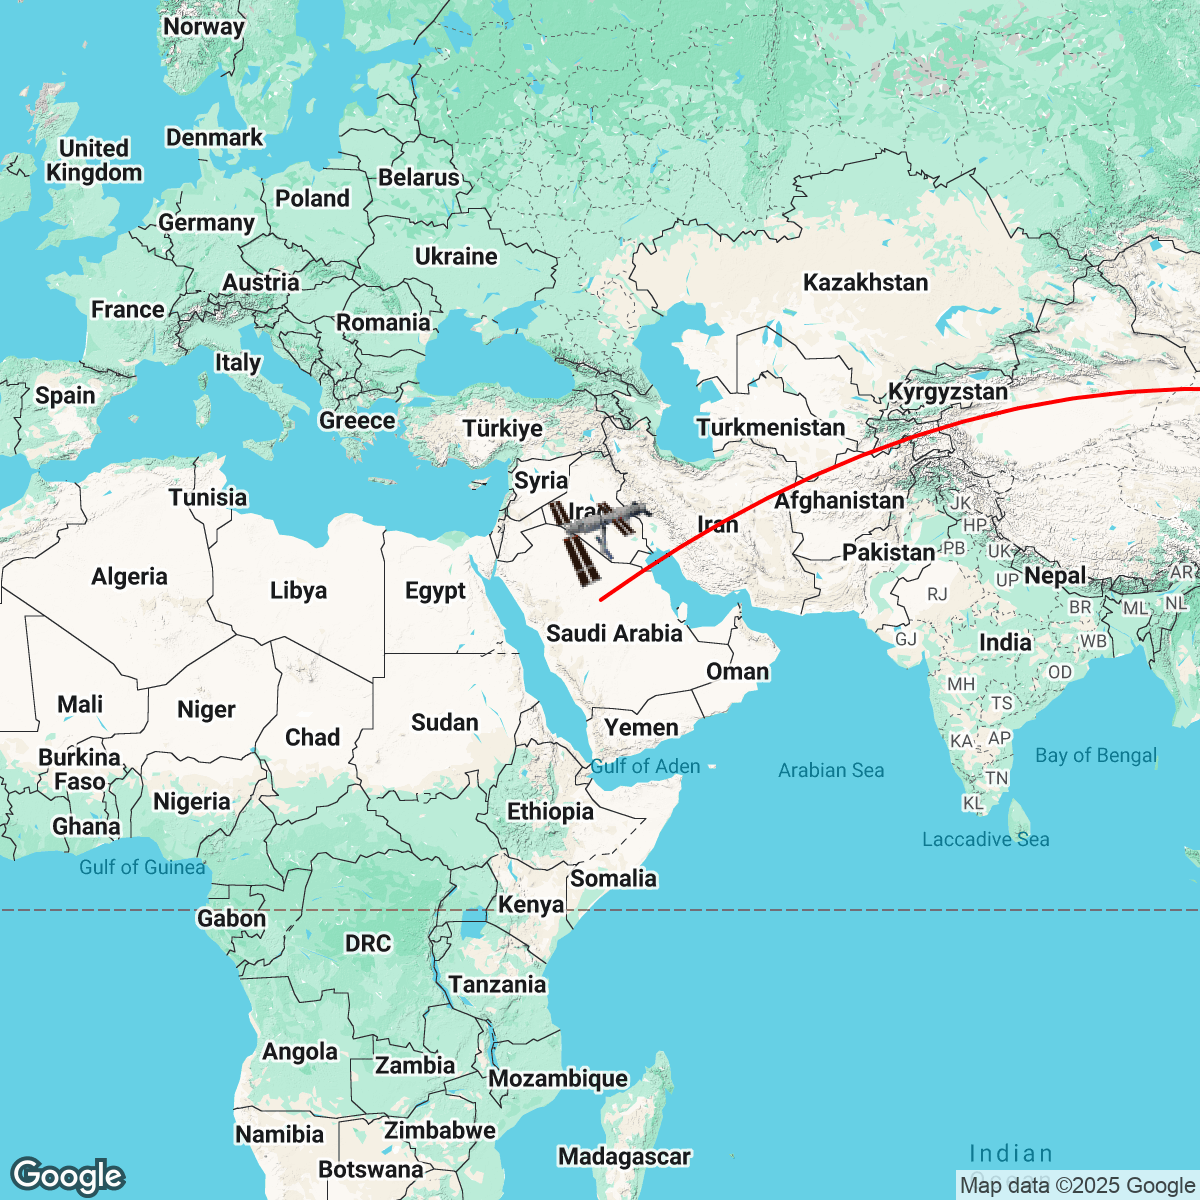 Norway
Denmark
United
Kingdom
Belarus
Poland
Germany
Ukraine
Austria
Kazakhstan
France
Romania
Italy
Kyrgyzstan
Spain
Greece
Türkiye
Turkmenistan
Syria
Tunisia
Afghanistan
JK
Iran
HP
Pakistan
PB
UK
Algeria
Libya
Egypt
UP
Nepal
AR
RJ
BR
ML
NL
Saudi Arabia
GJ
India
WB
Oman
OD
MH
Mali
Niger
TS
Sudan
Yemen
Chad
KA
AP
Burkina
Faso
Gulf of Aden
Arabian Sea
Bay of Bengal
TN
Nigeria
Ethiopia
KL
Ghana
Laccadive Sea
Gulf of Guinea
Somalia
Kenya
Gabon
DRC
Tanzania
Angola
Zambia
Mozambique
Namibia
Zimbabwe
Madagascar
Botswana
Indian
Google
Map data ©2025 Google